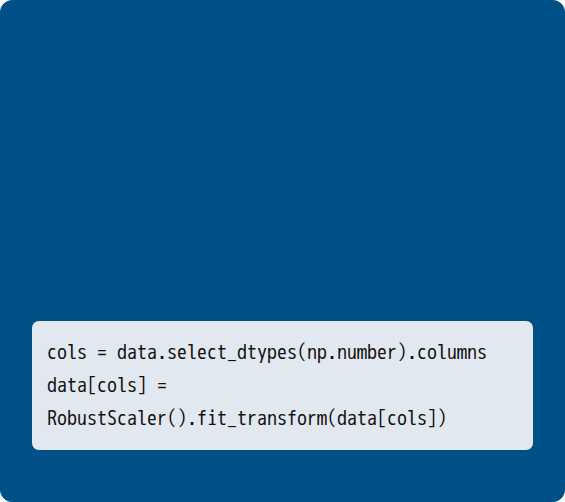 cols = data.select_dtypes(np.number).columns
data[cols] =
RobustScaler().fit_transform(data[cols])